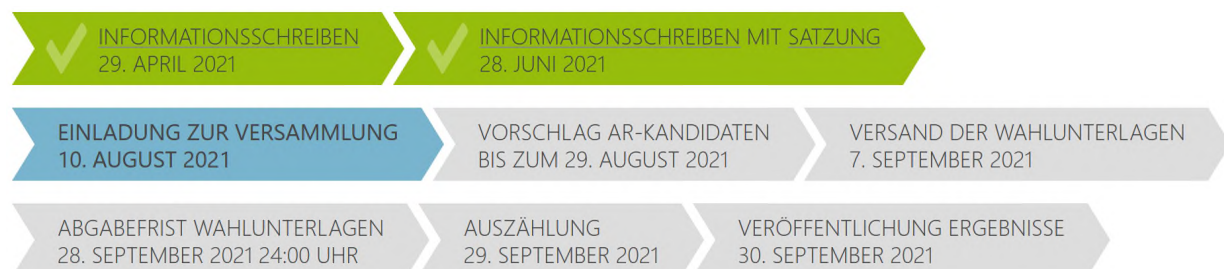 INFORMATIONSSCHREIBEN
29. APRIL 2021
INFORMATIONSSCHREIBEN MIT SATZUNG
28. JUNI 2021
EINLADUNG ZUR VERSAMMLUNG
10. AUGUST 2021
VORSCHLAG AR-KANDIDATEN
BIS ZUM 29. AUGUST 2021
VERSAND DER WAHLUNTERLAGEN
7. SEPTEMBER 2021
ABGABEFRIST WAHLUNTERLAGEN
28. SEPTEMBER 2021 24:00 UHR
AUSZÄHLUNG
29. SEPTEMBER 2021
VERÖFFENTLICHUNG ERGEBNISSE
30. SEPTEMBER 2021